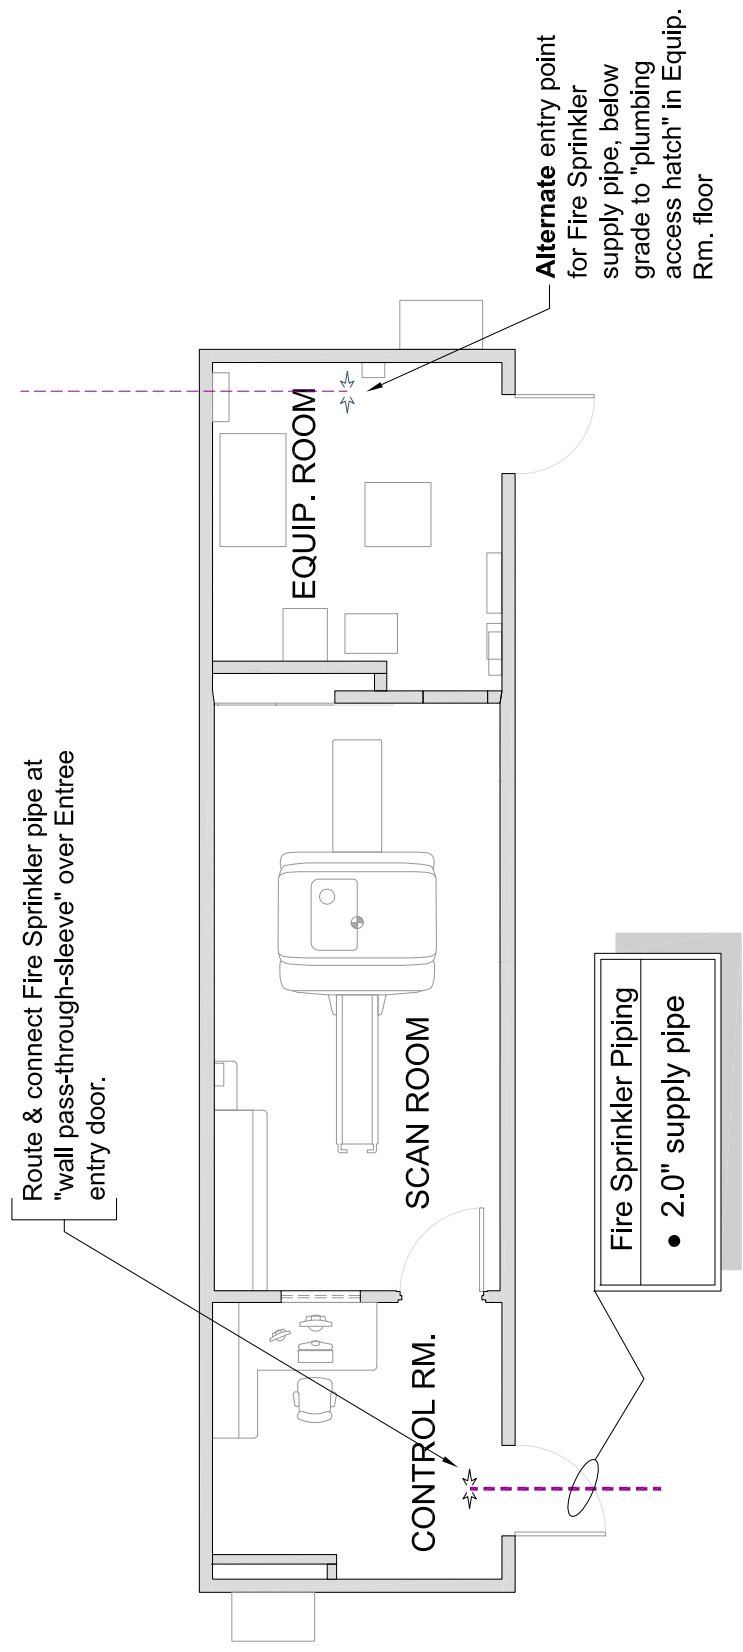 Route & connect Fire Sprinkler pipe at
"wall pass-through-sleeve" over Entree
entry door.
EQUIP. ROOM
SCAN ROOM
CONTROL RM.
Alternate entry point
for Fire Sprinkler
supply pipe, below
grade to "plumbing
access hatch" in Equip.
Rm. floor
Fire Sprinkler Piping
• 2.0" supply pipe